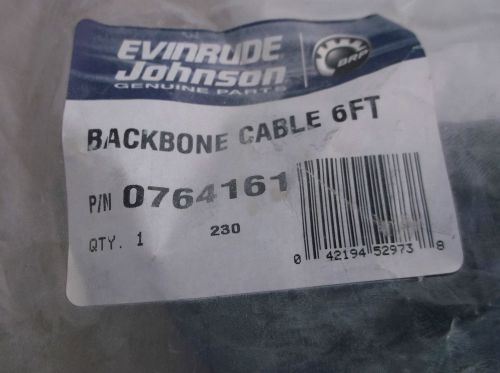 EVINRUDE
Johnson
GENUINE PARTS
BRP
BACKBONE CABLE 6FT
P/N 0764161
QTY. 1 230
0 42194 52973 8